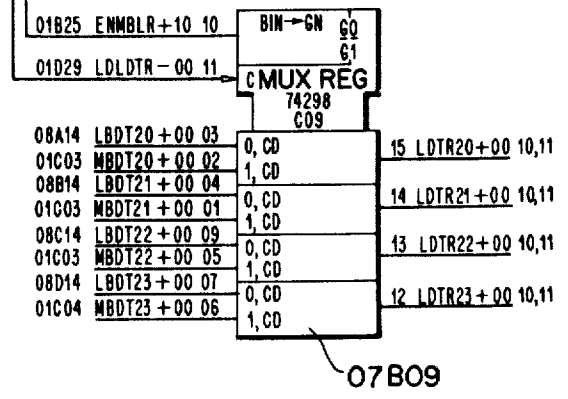 01B25 ENMBLR+10 10 BIN→GN G0
G1
01D29 LDLDTR-00 11 C MUX REG
74298
C09
08A14 LBDT20+00 03 0, CD 15 LDTR20+00 10,11
01C03 MBDT20+00 02 1, CD
08B14 LBDT21+00 04 0, CD 14 LDTR21+00 10,11
01C03 MBDT21+00 01 1, CD
08C14 LBDT22+00 09 0, CD 13 LDTR22+00 10,11
01C03 MBDT22+00 05 1, CD
08D14 LBDT23+00 07 0, CD 12 LDTR23+00 10,11
01C04 MBDT23+00 06 1, CD
07B09